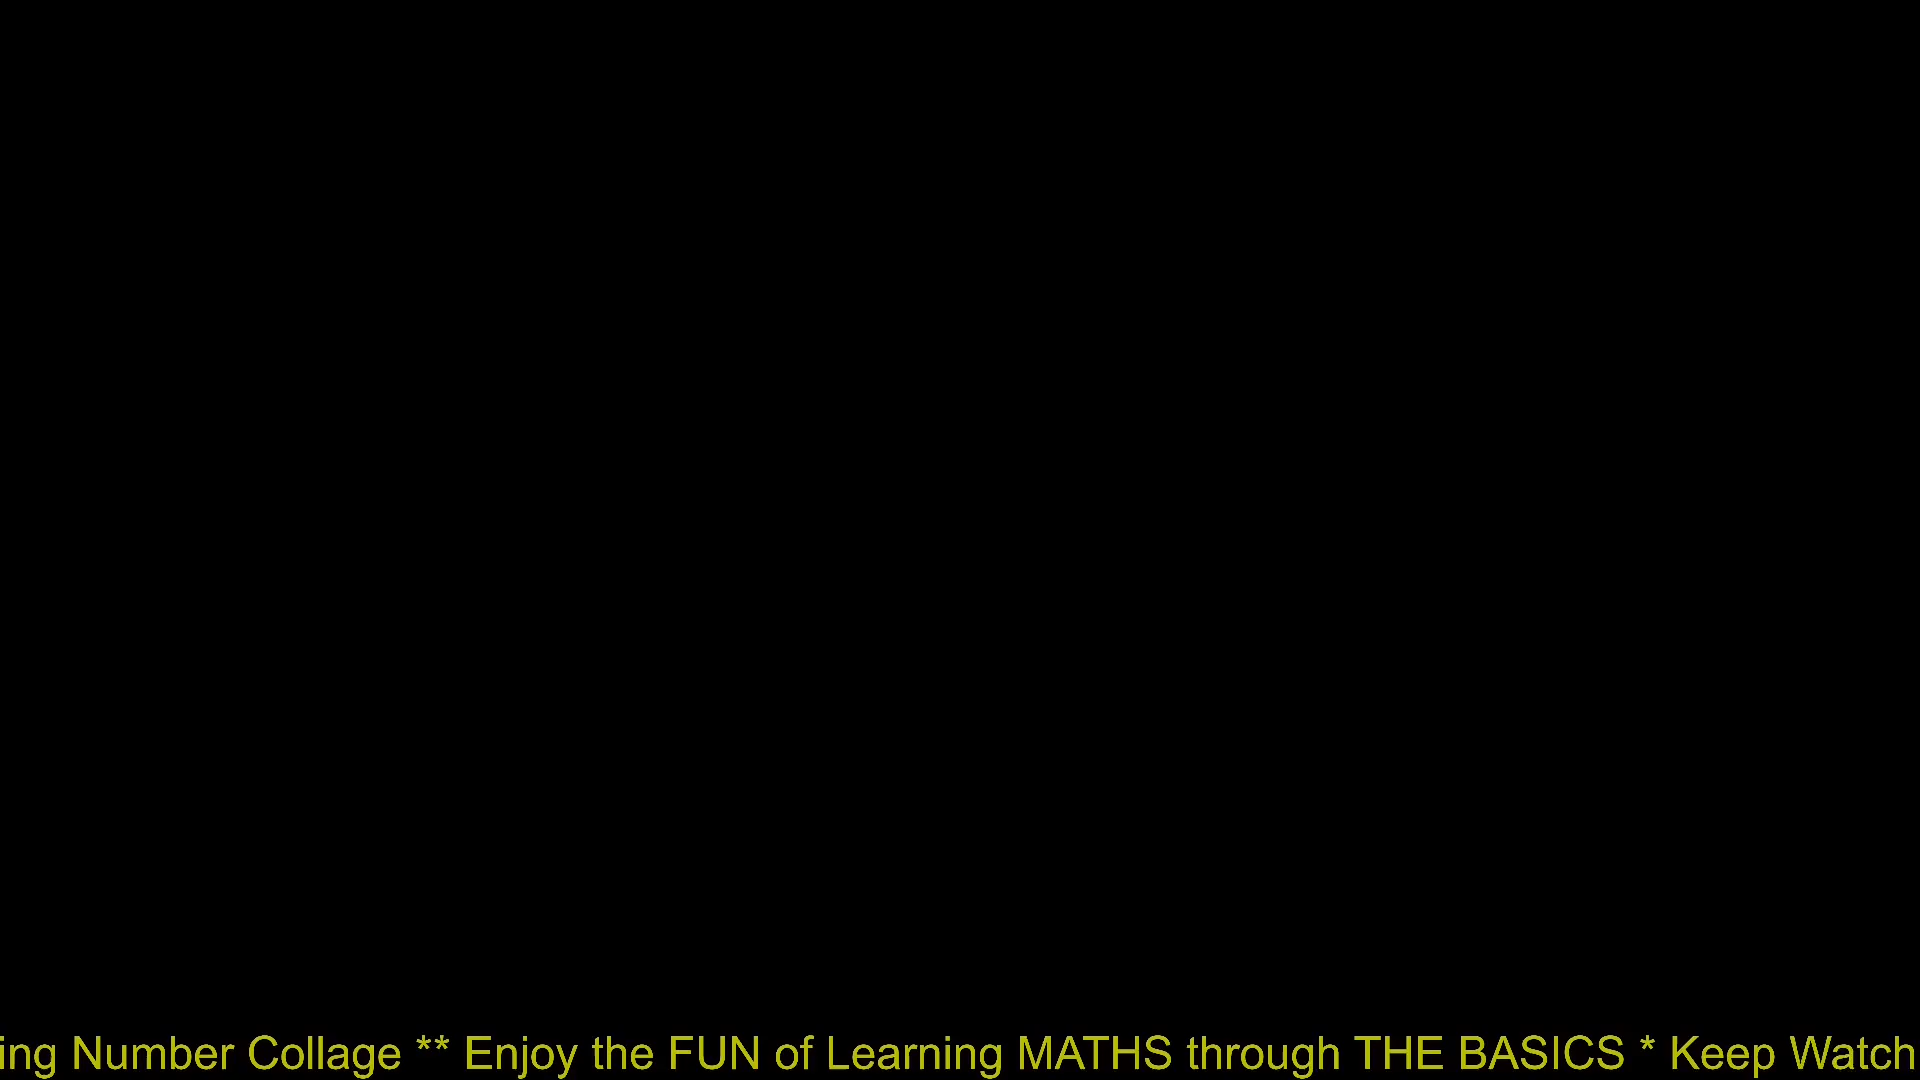 ing Number Collage ** Enjoy the FUN of Learning MATHS through THE BASICS * Keep Watch